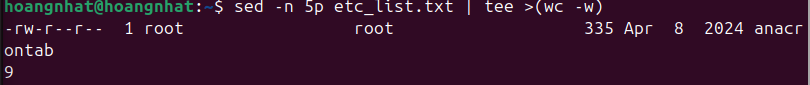 hoangnhat@hoangnhat:~$ sed -n 5p etc_list.txt | tee >(wc -w)
-rw-r--r--  1 root                 root                   335 Apr  8  2024 anacr
ontab
9